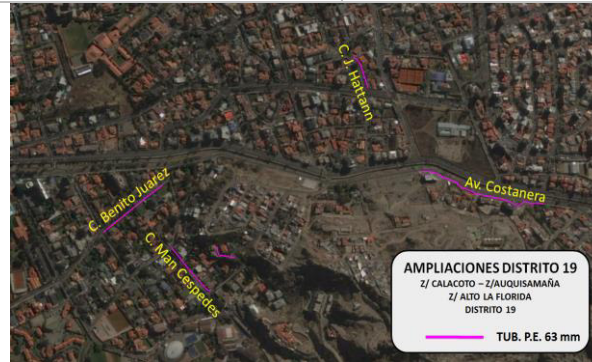 C. J. Hattann
Av. Costanera
C. Benito Juarez
C. Man Cespedes
AMPLIACIONES DISTRITO 19
Z/ CALACOTO – Z/AUQUISAMAÑA
Z/ ALTO LA FLORIDA
DISTRITO 19
TUB. P.E. 63 mm